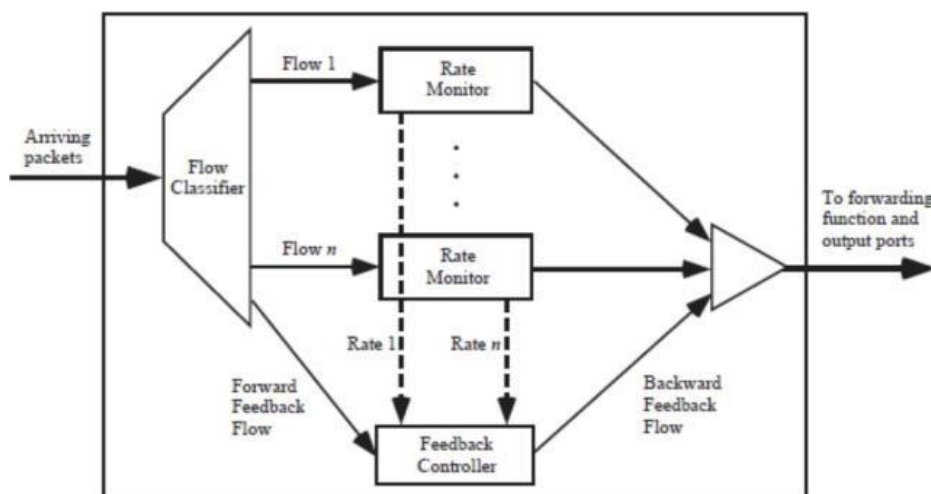 Arriving
packets
Flow
Classifier
Flow 1
Rate
Monitor
Flow n
Rate
Monitor
Rate 1
Rate n
Forward
Feedback
Flow
Feedback
Controller
Backward
Feedback
Flow
To forwarding
function and
output ports